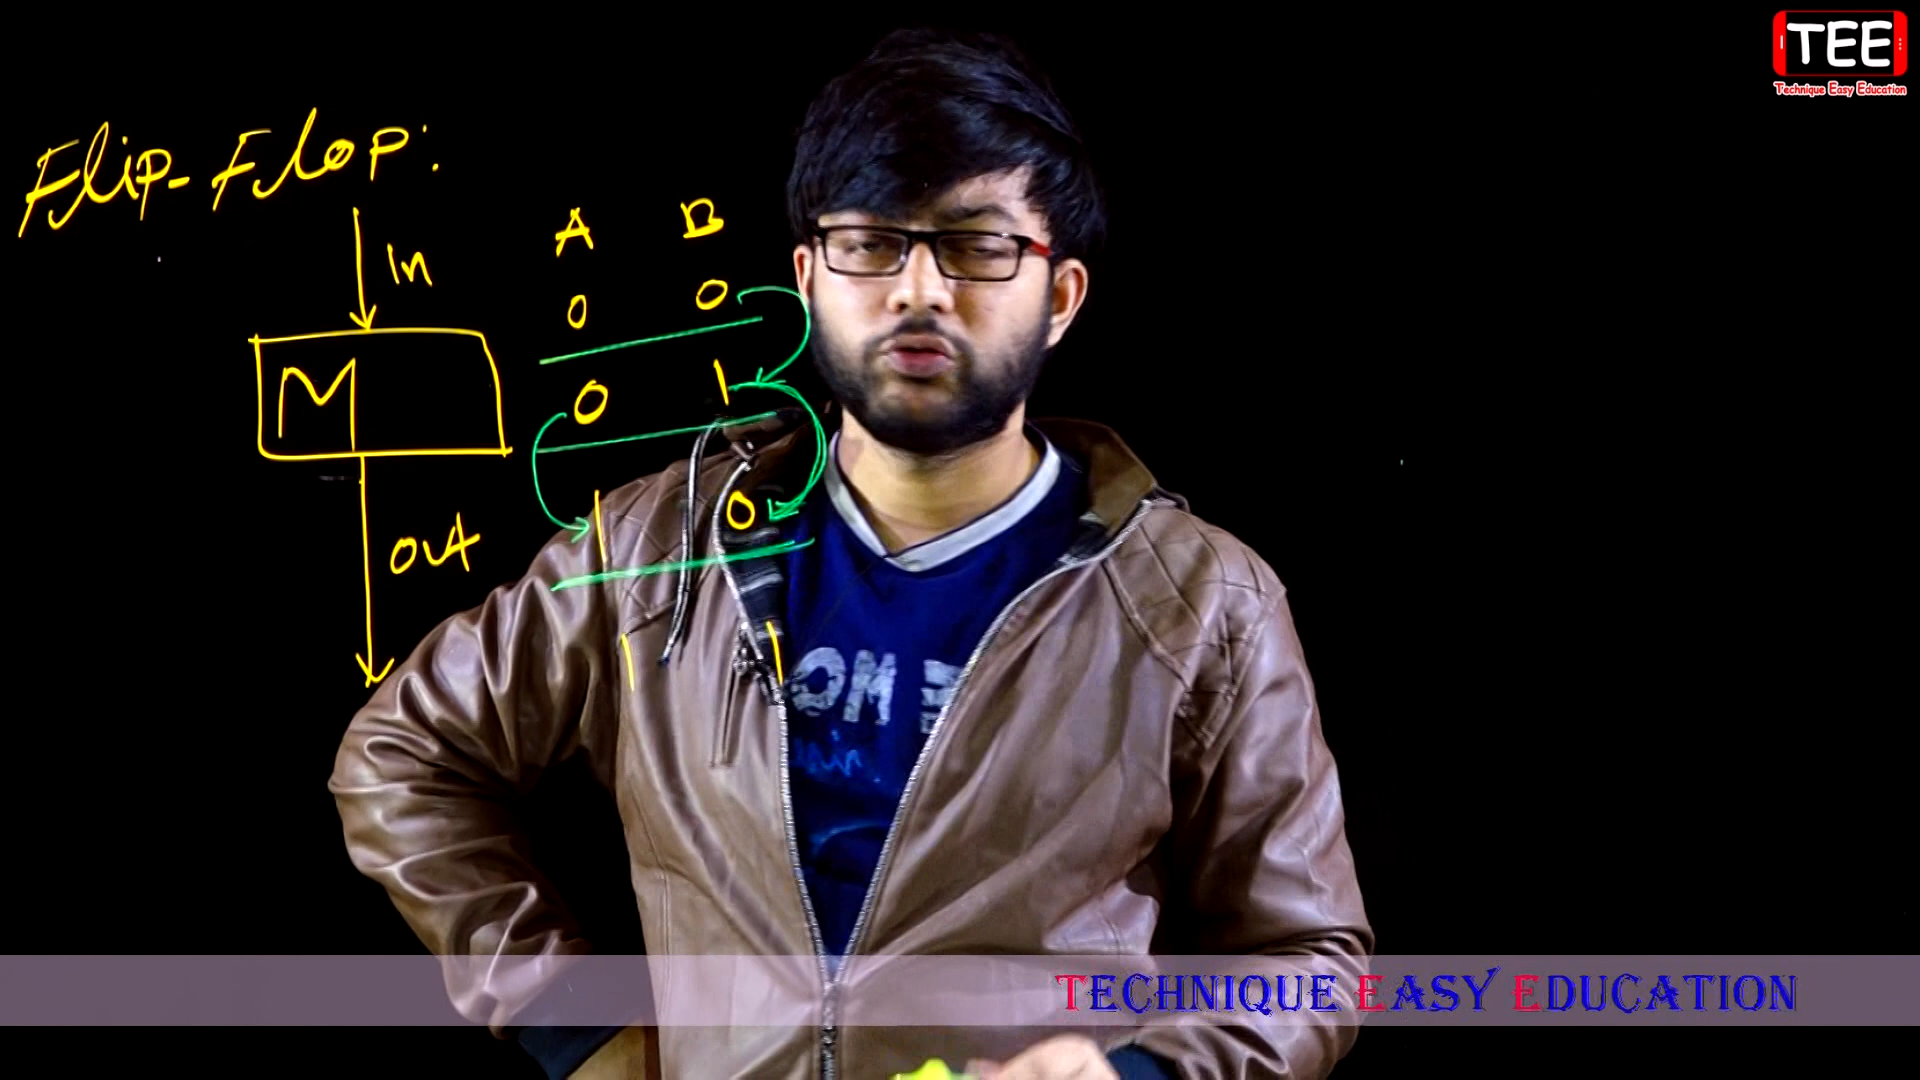 TEE
Technique Easy Education
Flip-Flop:
In
M
out
A B
0 0
0 1
1 0
1 1
OM
TECHNIQUE EASY EDUCATION